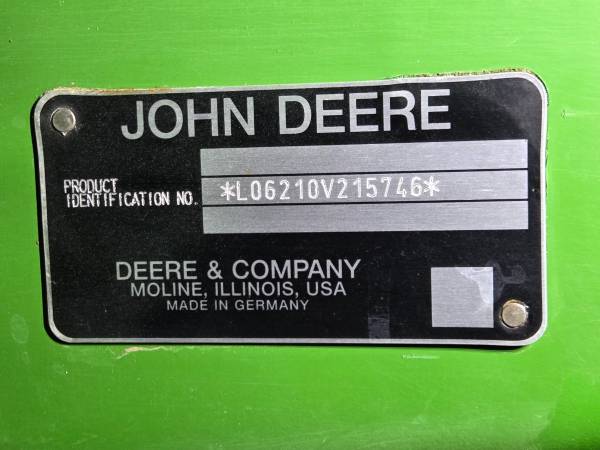 JOHN DEERE
PRODUCT
IDENTIFICATION NO.
*L06210V215746*
DEERE & COMPANY
MOLINE, ILLINOIS, USA
MADE IN GERMANY